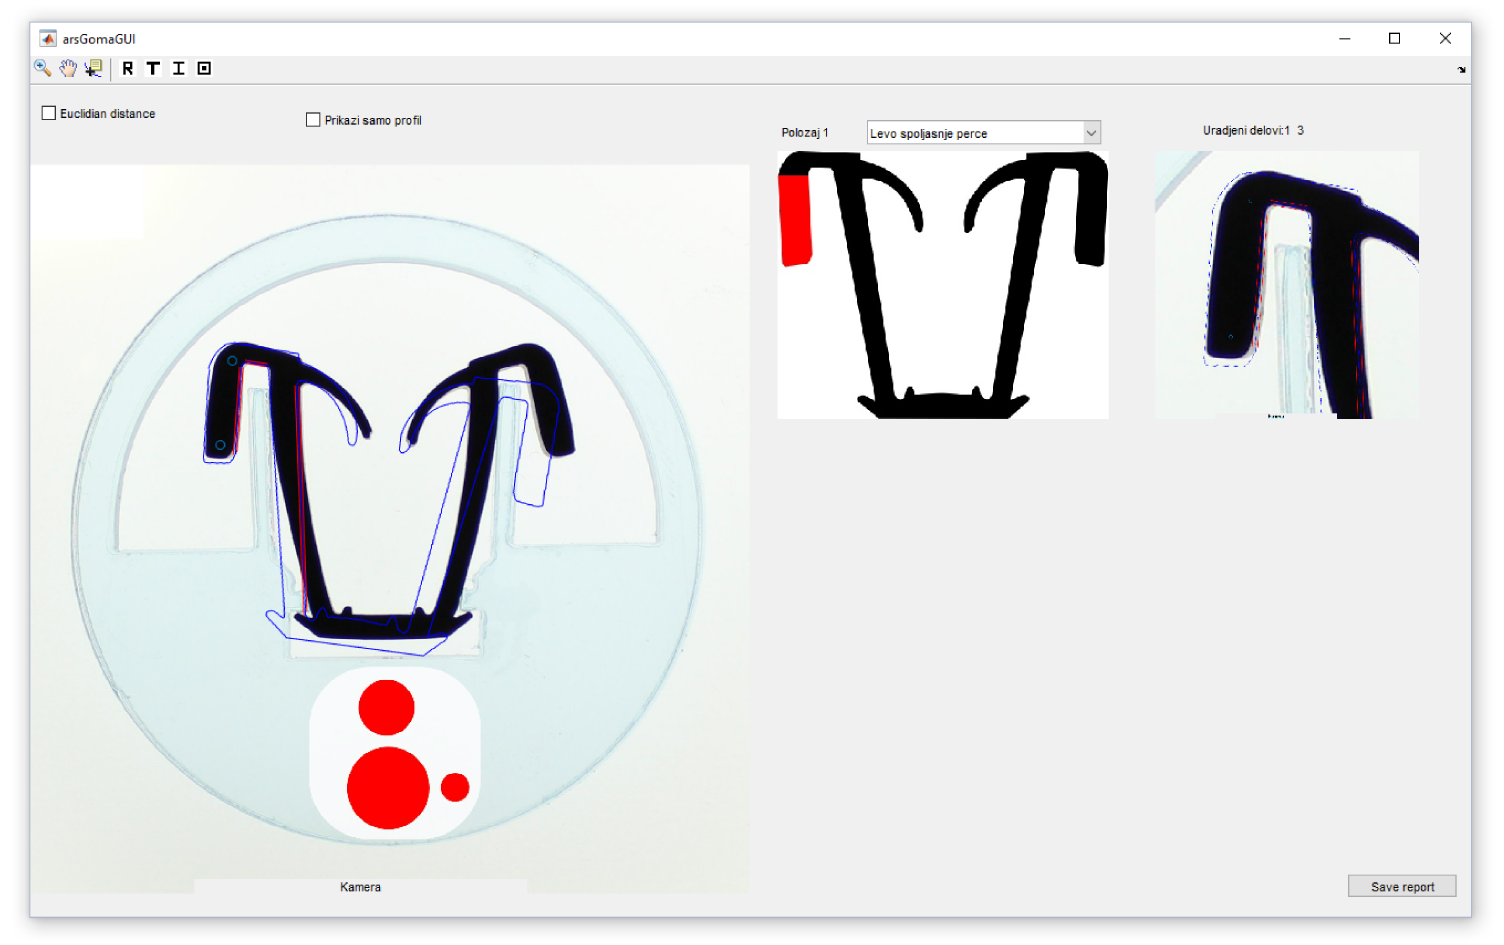 arsGomaGUI
R T I
Euclidian distance
Prikazi samo profil
Polozaj 1
Levo spoljasnje perce
Uradjeni delovi:1 3
Kamera
Save report